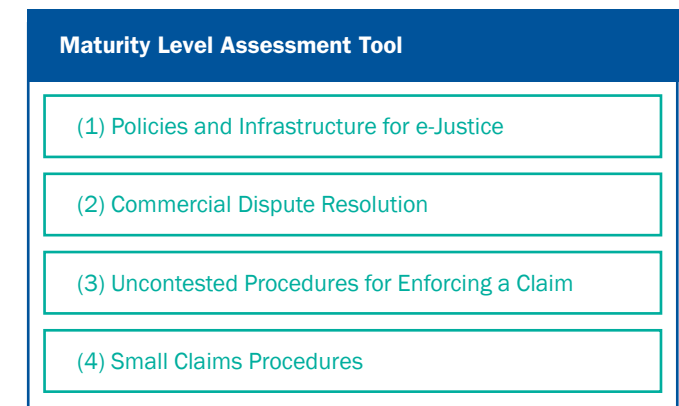 Maturity Level Assessment Tool
(1) Policies and Infrastructure for e-Justice
(2) Commercial Dispute Resolution
(3) Uncontested Procedures for Enforcing a Claim
(4) Small Claims Procedures